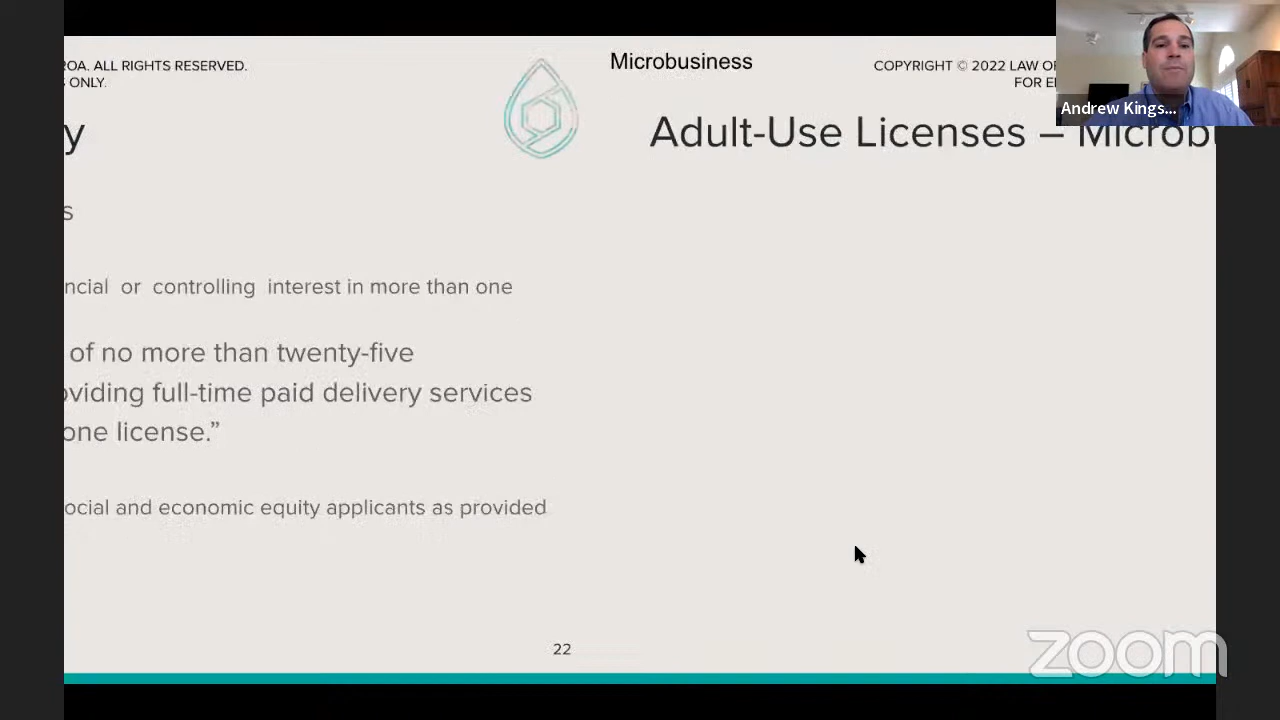 ROA. ALL RIGHTS RESERVED.
S ONLY.
Microbusiness
COPYRIGHT © 2022 LAW OF
FOR E
Andrew Kings...
y
Adult-Use Licenses – Microb
s
ncial or controlling interest in more than one
of no more than twenty-five
oviding full-time paid delivery services
one license.”
ocial and economic equity applicants as provided
22
zoom